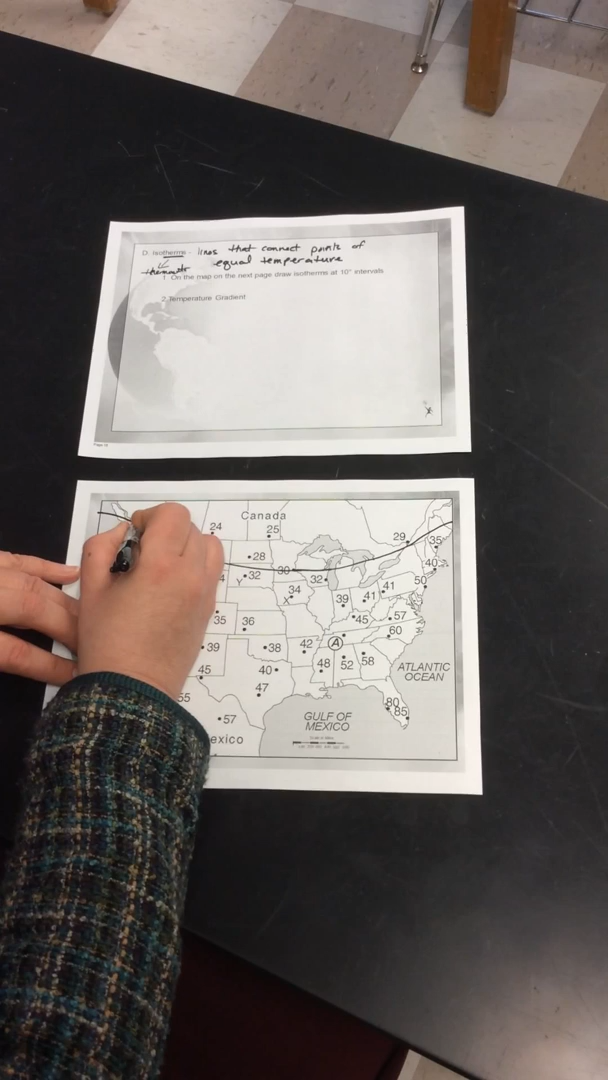 D. Isotherms - lines that connect points of
equal temperature
1. On the map on the next page draw isotherms at 10° intervals
2. Temperature Gradient
Canada
24
25
29
35
28
30
32
40
Y
32
34
X
39
41
41
50
35
36
45
57
60
39
38
42
A
45
40
48
52
58
ATLANTIC
OCEAN
47
55
80
85
57
GULF OF
MEXICO
exico